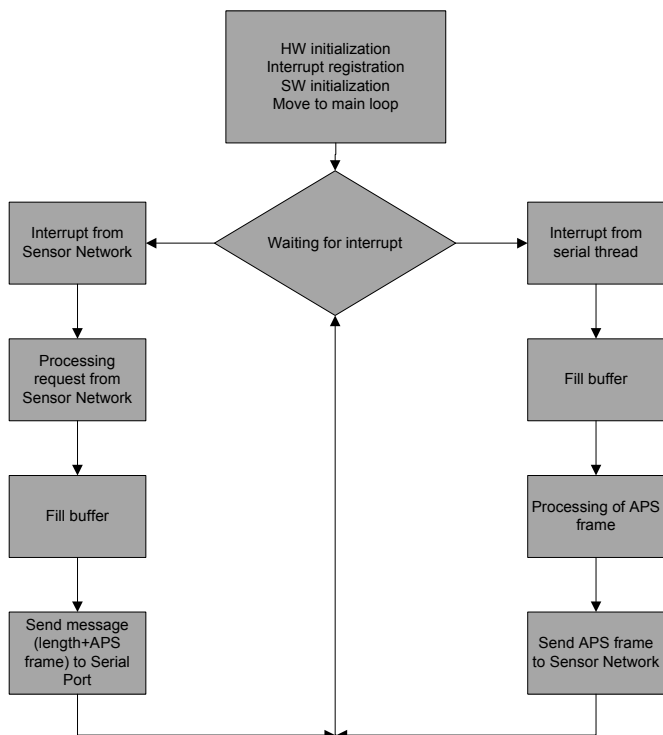 HW initialization
Interrupt registration
SW initialization
Move to main loop
Waiting for interrupt
Interrupt from
Sensor Network
Processing
request from
Sensor Network
Fill buffer
Send message
(length+APS
frame) to Serial
Port
Interrupt from
serial thread
Fill buffer
Processing of APS
frame
Send APS frame
to Sensor Network